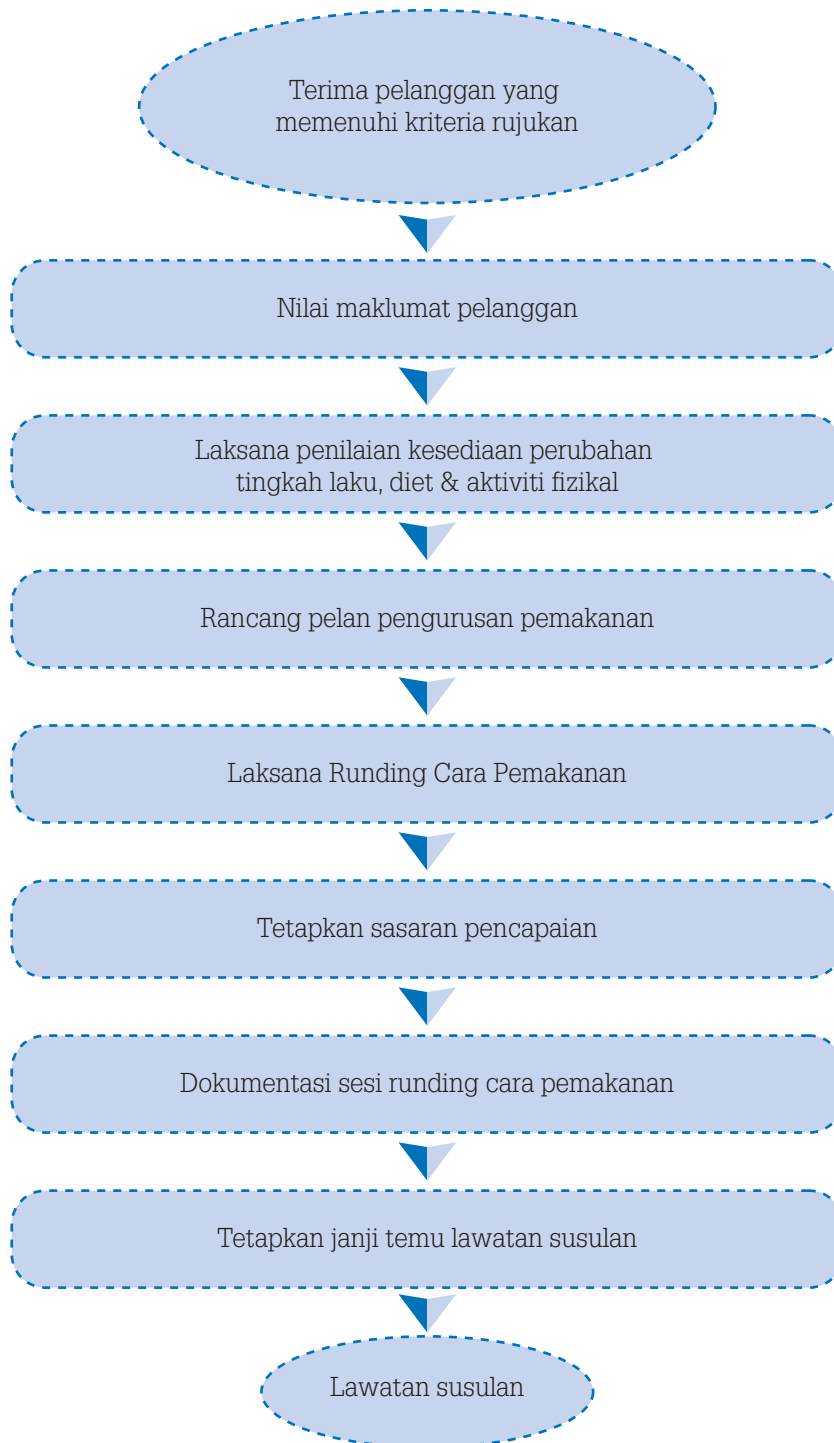 Terima pelanggan yang
memenuhi kriteria rujukan
Nilai maklumat pelanggan
Laksana penilaian kesediaan perubahan
tingkah laku, diet & aktiviti fizikal
Rancang pelan pengurusan pemakanan
Laksana Runding Cara Pemakanan
Tetapkan sasaran pencapaian
Dokumentasi sesi runding cara pemakanan
Tetapkan janji temu lawatan susulan
Lawatan susulan